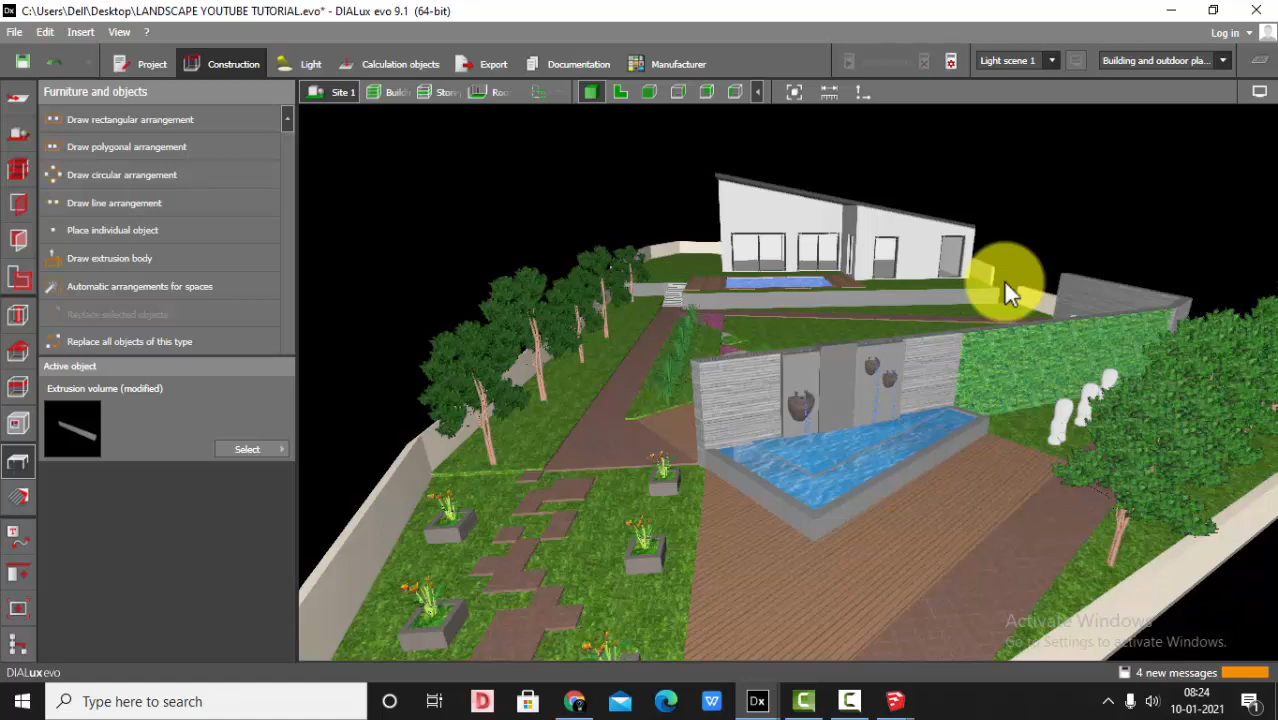 C:\Users\Dell\Desktop\LANDSCAPE YOUTUBE TUTORIAL.evo* - DIALux evo 9.1 (64-bit)
File Edit Insert View ?
Log in
Project Construction Light Calculation objects Export Documentation Manufacturer
Light scene 1
Building and outdoor pla...
Furniture and objects
Site 1
Draw rectangular arrangement
Draw polygonal arrangement
Draw circular arrangement
Draw line arrangement
Place individual object
Draw extrusion body
Automatic arrangements for spaces
Replace selected objects
Replace all objects of this type
Active object
Extrusion volume (modified)
Select
Activate Windows
Go to Settings to activate Windows.
DIALux evo
4 new messages
Type here to search
08:24
10-01-2021